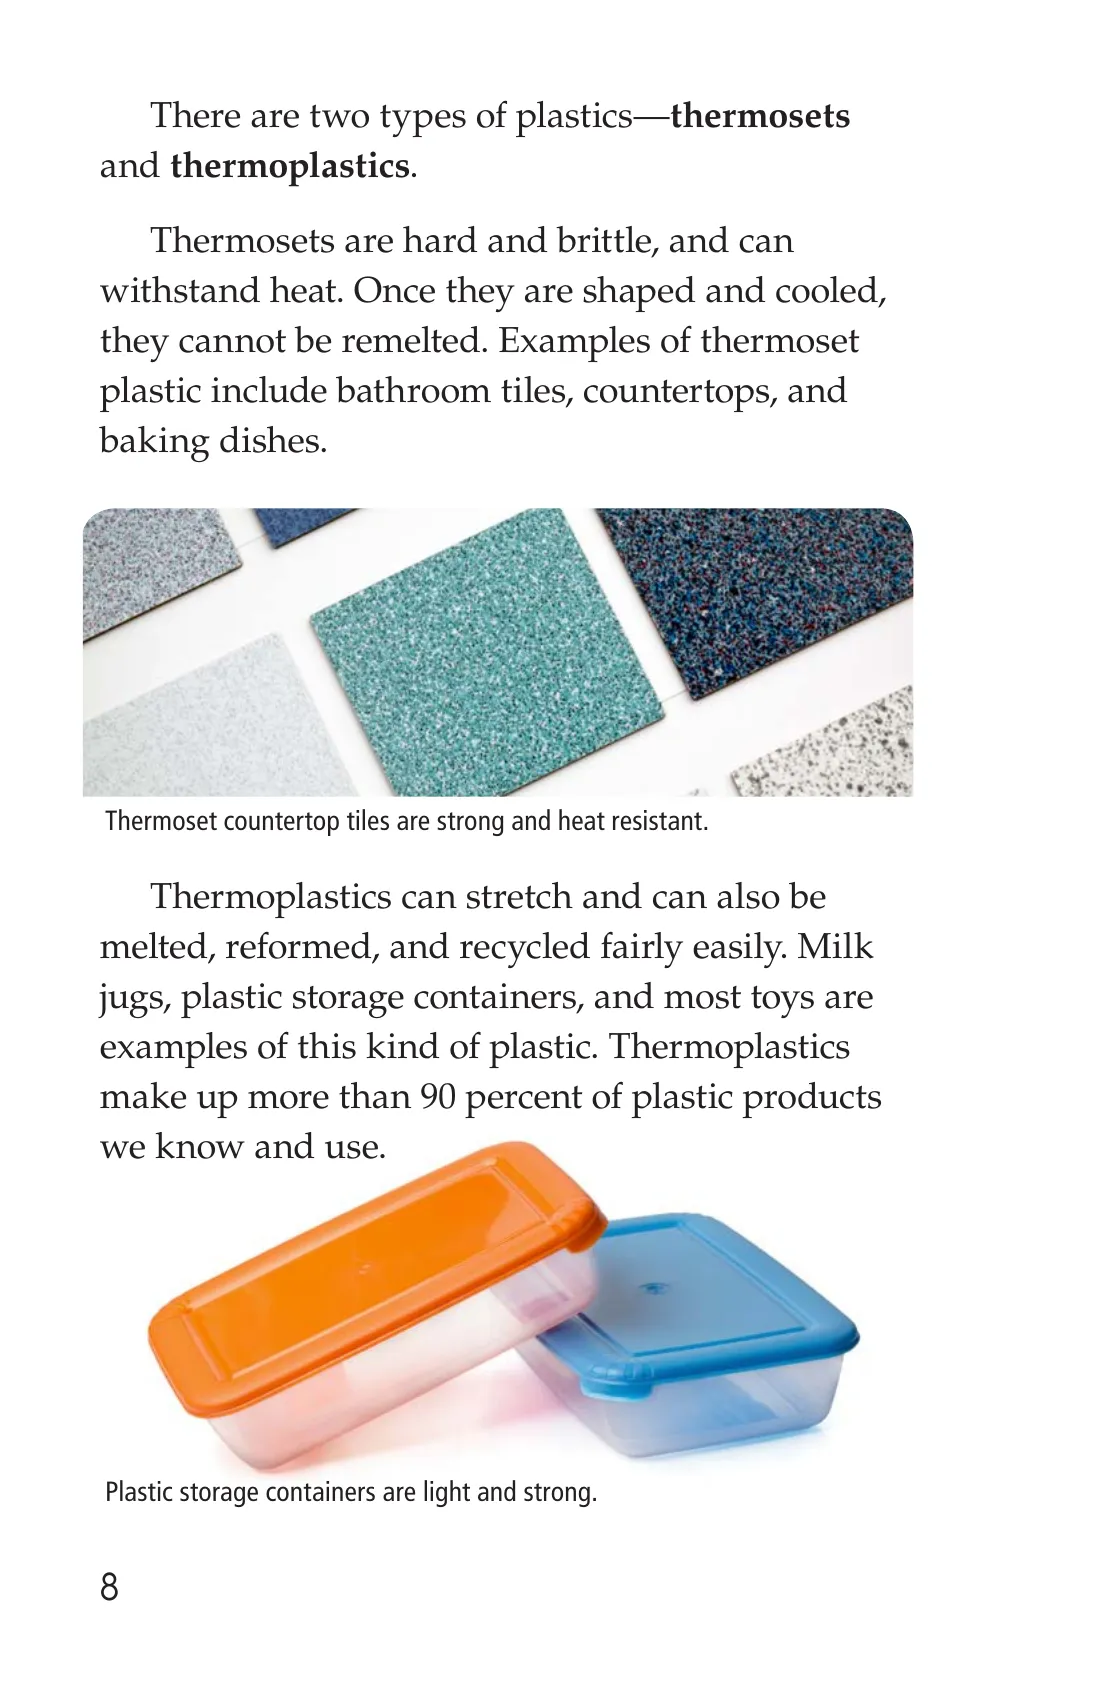 There are two types of plastics—thermosets
and thermoplastics.
Thermosets are hard and brittle, and can
withstand heat. Once they are shaped and cooled,
they cannot be remelted. Examples of thermoset
plastic include bathroom tiles, countertops, and
baking dishes.
Thermoset countertop tiles are strong and heat resistant.
Thermoplastics can stretch and can also be
melted, reformed, and recycled fairly easily. Milk
jugs, plastic storage containers, and most toys are
examples of this kind of plastic. Thermoplastics
make up more than 90 percent of plastic products
we know and use.
Plastic storage containers are light and strong.
8